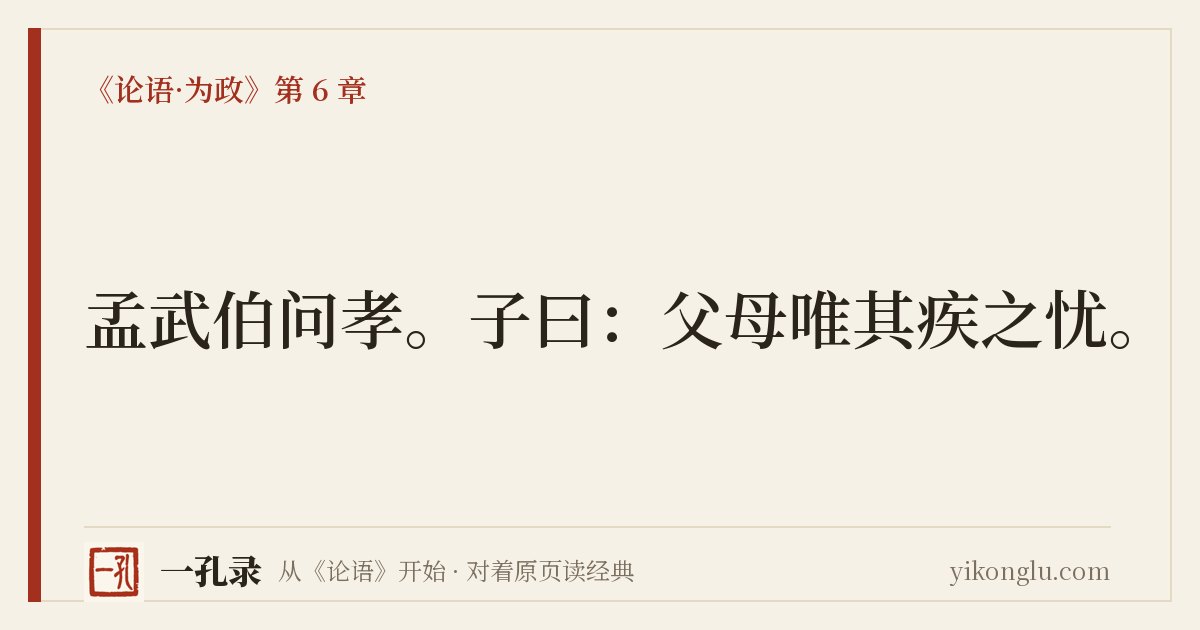 《论语·为政》第 6 章
孟武伯问孝。子曰：父母唯其疾之忧。
一孔
一孔录 从《论语》开始 · 对着原页读经典 yikonglu.com